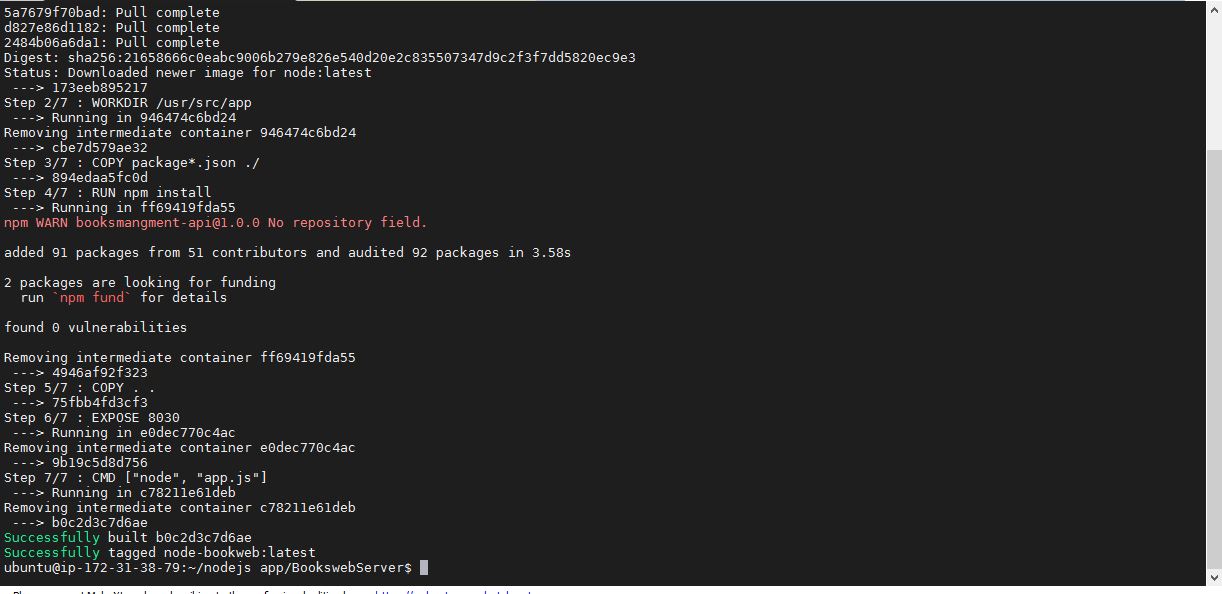 5a7679f70bad: Pull complete
d827e86d1182: Pull complete
2484b06a6da1: Pull complete
Digest: sha256:21658666c0eabc9006b279e826e540d20e2c835507347d9c2f3f7dd5820ec9e3
Status: Downloaded newer image for node:latest
---> 173eeb895217
Step 2/7 : WORKDIR /usr/src/app
---> Running in 946474c6bd24
Removing intermediate container 946474c6bd24
---> cbe7d579ae32
Step 3/7 : COPY package*.json ./
---> 894edaa5fc0d
Step 4/7 : RUN npm install
---> Running in ff69419fda55
npm WARN booksmangment-api@1.0.0 No repository field.
added 91 packages from 51 contributors and audited 92 packages in 3.58s
2 packages are looking for funding
run `npm fund` for details
found 0 vulnerabilities
Removing intermediate container ff69419fda55
---> 4946af92f323
Step 5/7 : COPY . .
---> 75fbb4fd3cf3
Step 6/7 : EXPOSE 8030
---> Running in e0dec770c4ac
Removing intermediate container e0dec770c4ac
---> 9b19c5d8d756
Step 7/7 : CMD ["node", "app.js"]
---> Running in c78211e61deb
Removing intermediate container c78211e61deb
---> b0c2d3c7d6ae
Successfully built b0c2d3c7d6ae
Successfully tagged node-bookweb:latest
ubuntu@ip-172-31-38-79:~/nodejs app/BookswebServer$